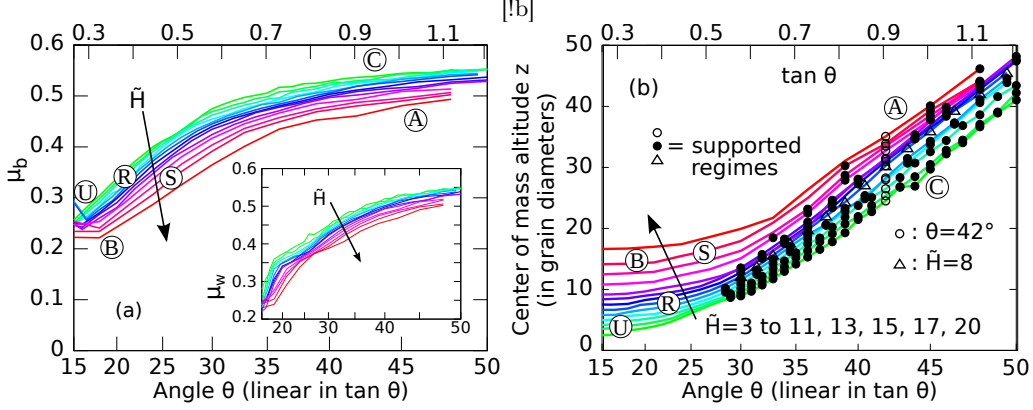 [!b]
0.3 0.5 0.7 0.9 1.1
0.6
0.5
0.4
0.3
0.2
0.1
0
μb
H̃
C
A
U
R
S
B
(a)
0.6
0.5
0.4
0.3
0.2
μw
H̃
20 30 40 50
15 20 30 40 50
Angle θ (linear in tan θ)
0.3 0.5 0.7 0.9 1.1
tan θ
50
40
30
20
10
0
Center of mass altitude z
(in grain diameters)
(b)
= supported
regimes
A
C
B
S
R
U
: θ=42°
: H̃=8
H̃=3 to 11, 13, 15, 17, 20
15 20 25 30 35 40 45 50
Angle θ (linear in tan θ)